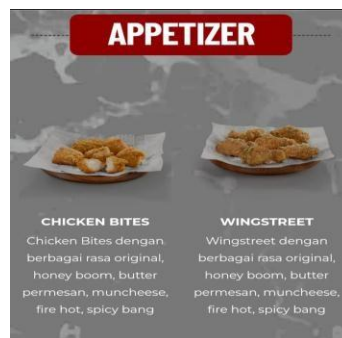 APPETIZER
CHICKEN BITES
Chicken Bites dengan
berbagai rasa original,
honey boom, butter
permesan, muncheese,
fire hot, spicy bang
WINGSTREET
Wingstreet dengan
berbagai rasa original,
honey boom, butter
permesan, muncheese,
fire hot, spicy bang